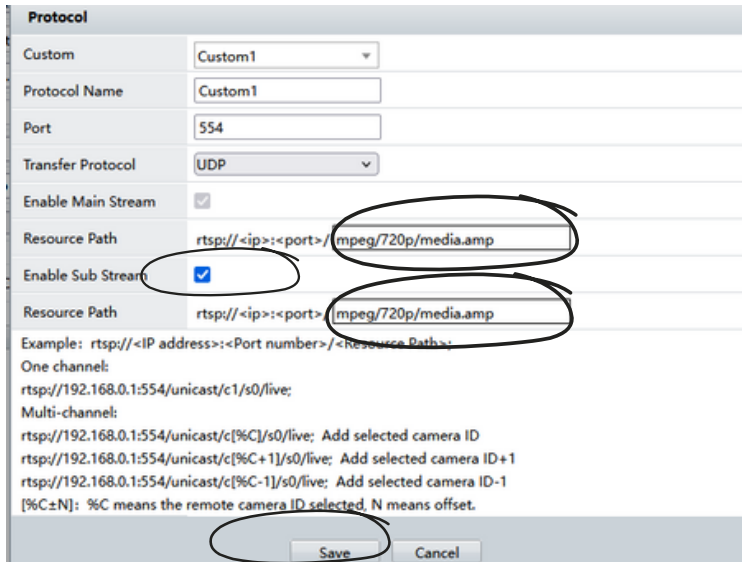 Protocol
Custom Custom1
Protocol Name Custom1
Port 554
Transfer Protocol UDP
Enable Main Stream
Resource Path rtsp://<ip>:<port>/ mpeg/720p/media.amp
Enable Sub Stream
Resource Path rtsp://<ip>:<port>/ mpeg/720p/media.amp
Example: rtsp://<IP address>:<Port number>/<Resource Path>;
One channel:
rtsp://192.168.0.1:554/unicast/c1/s0/live;
Multi-channel:
rtsp://192.168.0.1:554/unicast/c[%C]/s0/live; Add selected camera ID
rtsp://192.168.0.1:554/unicast/c[%C+1]/s0/live; Add selected camera ID+1
rtsp://192.168.0.1:554/unicast/c[%C-1]/s0/live; Add selected camera ID-1
[%C±N]: %C means the remote camera ID selected, N means offset.
Save Cancel